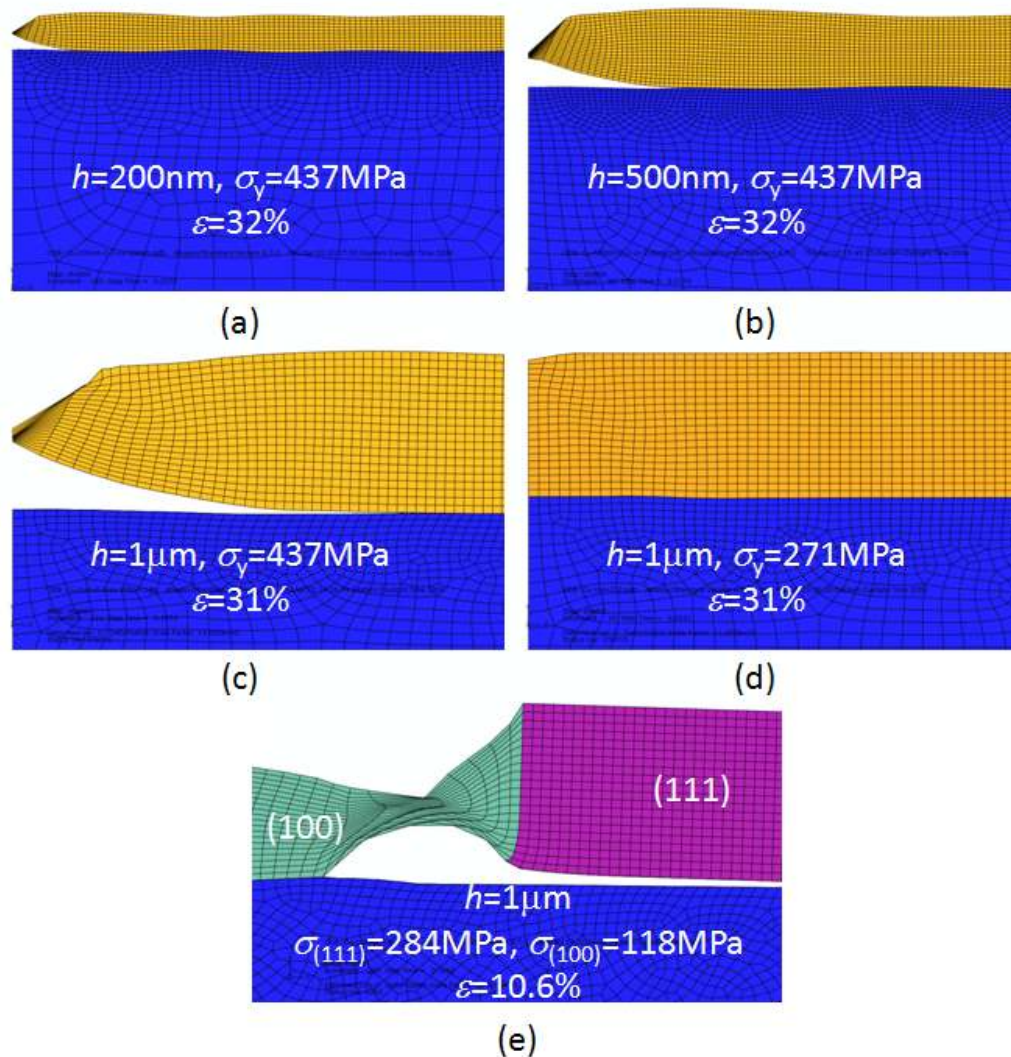 h=200nm, σy=437MPa
ε=32%
(a)
h=500nm, σy=437MPa
ε=32%
(b)
h=1μm, σy=437MPa
ε=31%
(c)
h=1μm, σy=271MPa
ε=31%
(d)
(100)
(111)
h=1μm
σ(111)=284MPa, σ(100)=118MPa
ε=10.6%
(e)